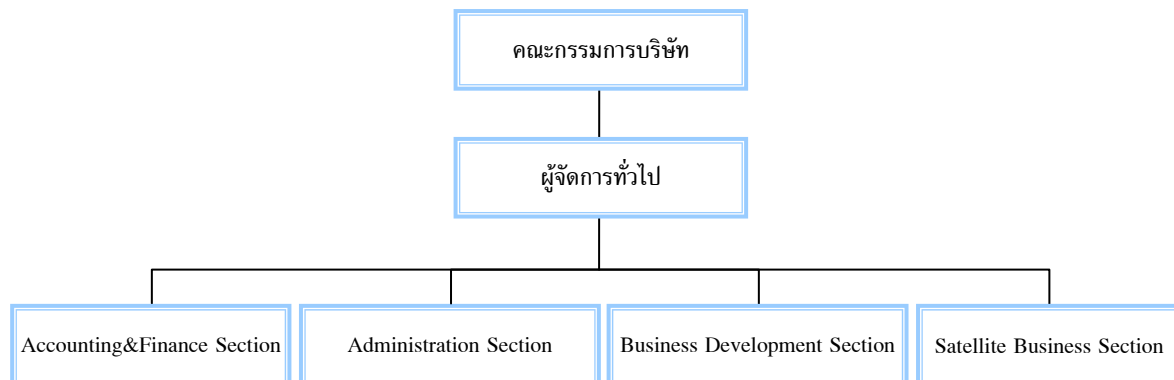 คณะกรรมการบริษัท
ผู้จัดการทั่วไป
Accounting&Finance Section
Administration Section
Business Development Section
Satellite Business Section